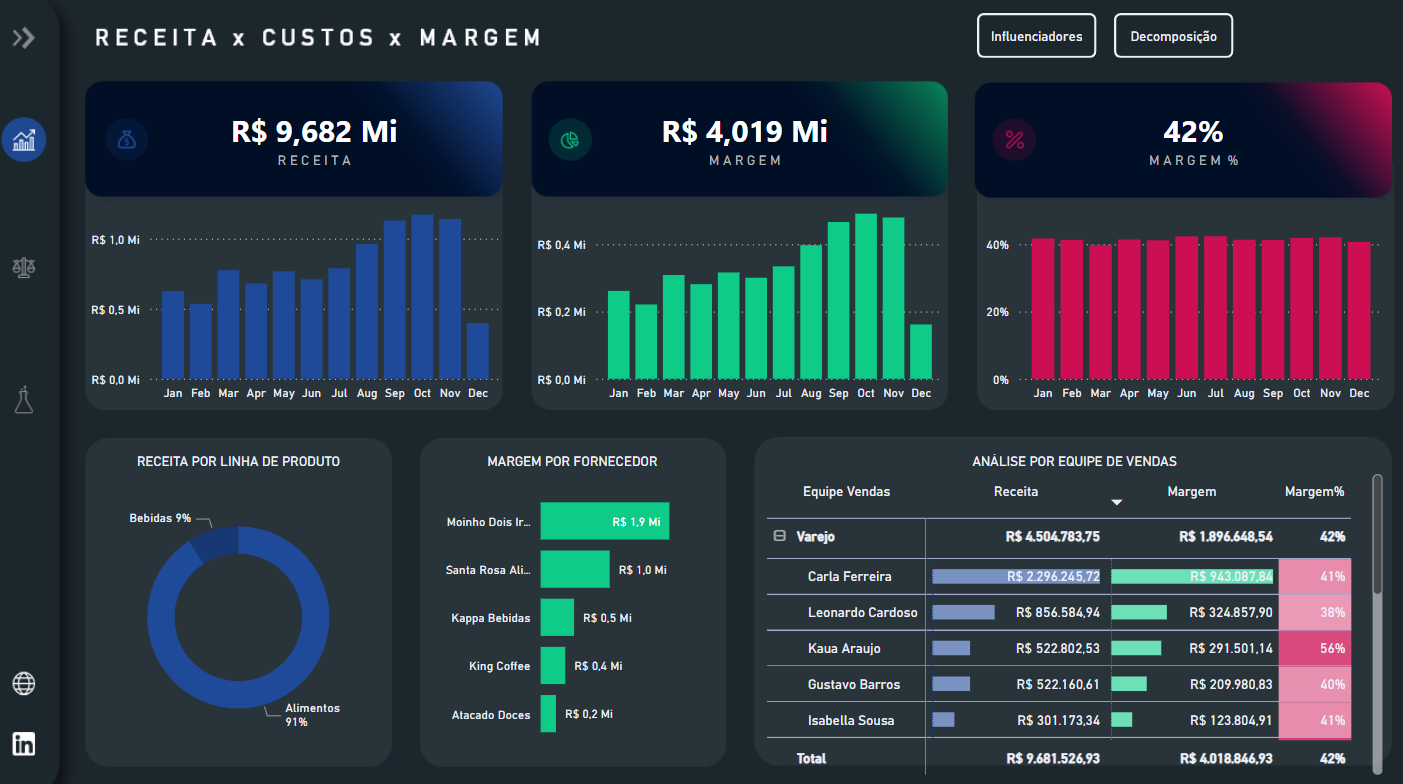 RECEITA x CUSTOS x MARGEM
Influenciadores
Decomposição
R$ 9,682 Mi
RECEITA
R$ 4,019 Mi
MARGEM
42%
MARGEM %
R$ 1,0 Mi
R$ 0,5 Mi
R$ 0,0 Mi
Jan Feb Mar Apr May Jun Jul Aug Sep Oct Nov Dec
R$ 0,4 Mi
R$ 0,2 Mi
R$ 0,0 Mi
Jan Feb Mar Apr May Jun Jul Aug Sep Oct Nov Dec
40%
20%
0%
Jan Feb Mar Apr May Jun Jul Aug Sep Oct Nov Dec
RECEITA POR LINHA DE PRODUTO
Bebidas 9%
Alimentos
91%
MARGEM POR FORNECEDOR
Moinho Dois Ir... R$ 1,9 Mi
Santa Rosa Ali... R$ 1,0 Mi
Kappa Bebidas R$ 0,5 Mi
King Coffee R$ 0,4 Mi
Atacado Doces R$ 0,2 Mi
ANÁLISE POR EQUIPE DE VENDAS
Equipe Vendas Receita Margem Margem%
Varejo R$ 4.504.783,75 R$ 1.896.648,54 42%
Carla Ferreira R$ 2.296.245,72 R$ 943.087,84 41%
Leonardo Cardoso R$ 856.584,94 R$ 324.857,90 38%
Kaua Araujo R$ 522.802,53 R$ 291.501,14 56%
Gustavo Barros R$ 522.160,61 R$ 209.980,83 40%
Isabella Sousa R$ 301.173,34 R$ 123.804,91 41%
Total R$ 9.681.526,93 R$ 4.018.846,93 42%
in